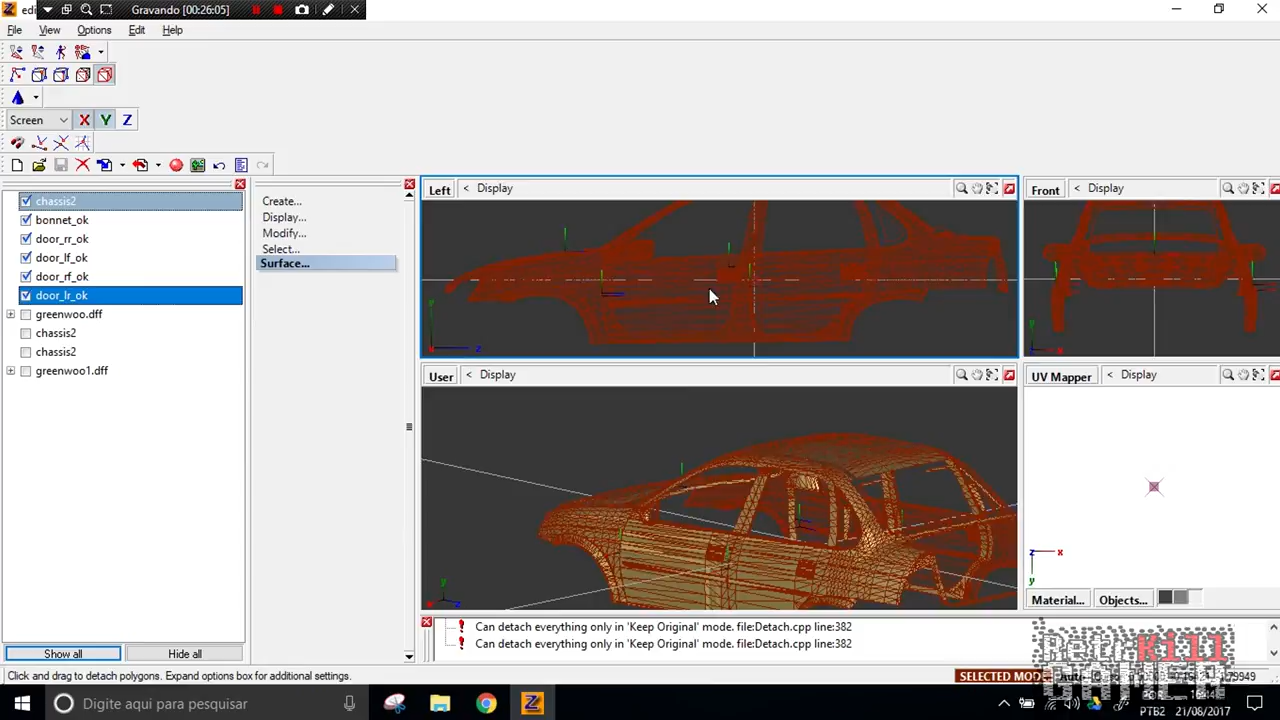 edi
Gravando [00:26:05]
File View Options Edit Help
Screen X Y Z
chassis2
bonnet_ok
door_rr_ok
door_lf_ok
door_rf_ok
door_lr_ok
greenwoo.dff
chassis2
chassis2
greenwoo1.dff
Show all Hide all
Create...
Display...
Modify...
Select...
Surface...
Left < Display
Front < Display
User < Display
UV Mapper < Display
Material... Objects...
Can detach everything only in 'Keep Original' mode. file:Detach.cpp line:382
Can detach everything only in 'Keep Original' mode. file:Detach.cpp line:382
Click and drag to detach polygons. Expand options box for additional settings.
SELECTED MOD
Digite aqui para pesquisar
PTB2 21/08/2017